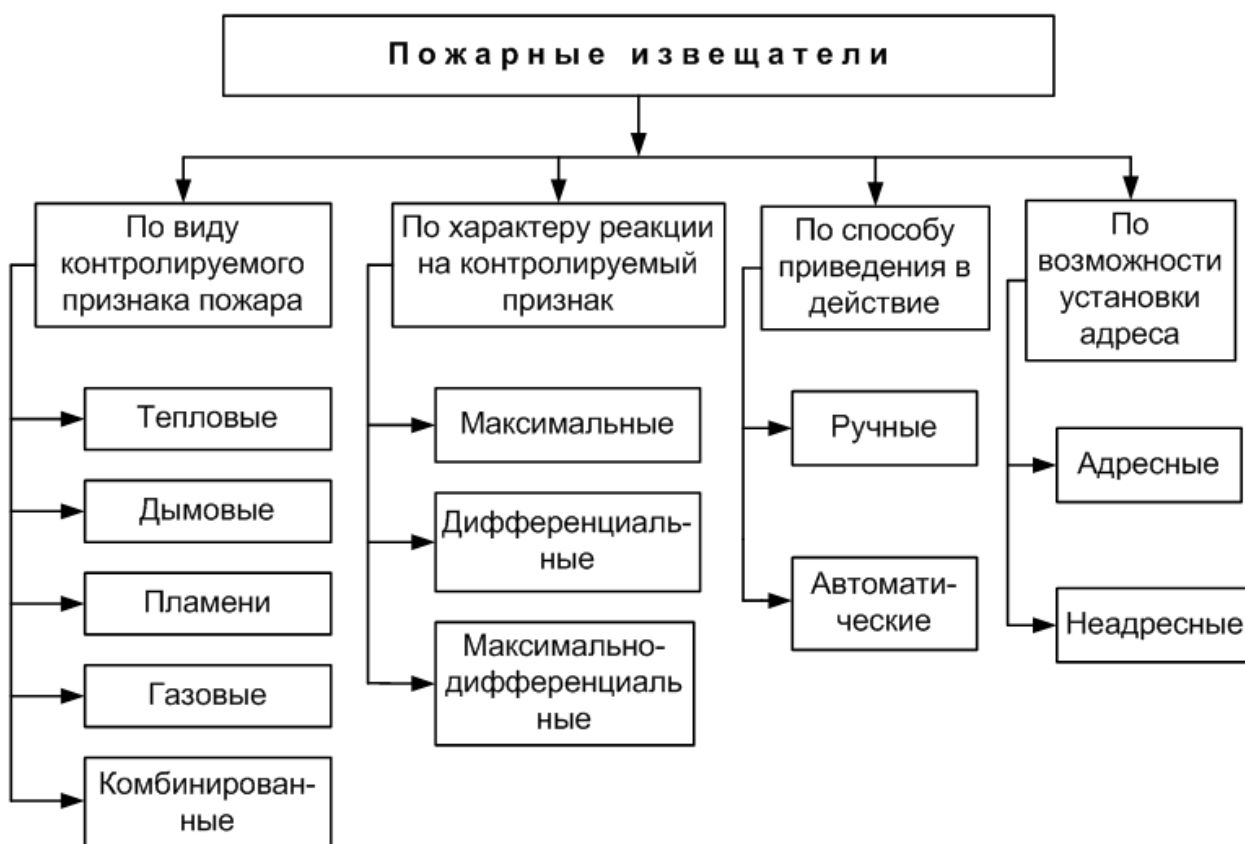 Пожарные извещатели
По виду
контролируемого
признака пожара
Тепловые
Дымовые
Пламени
Газовые
Комбинирован-
ные
По характеру реакции
на контролируемый
признак
Максимальные
Дифференциаль-
ные
Максимально-
дифференциаль
ные
По способу
приведения в
действие
Ручные
Автомати-
ческие
По
возможности
установки
адреса
Адресные
Неадресные